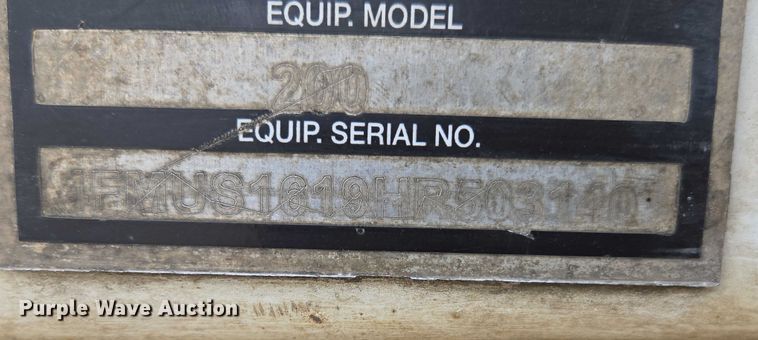 EQUIP. MODEL
200
EQUIP. SERIAL NO.
1FMUS1619HR503140
Purple Wave Auction